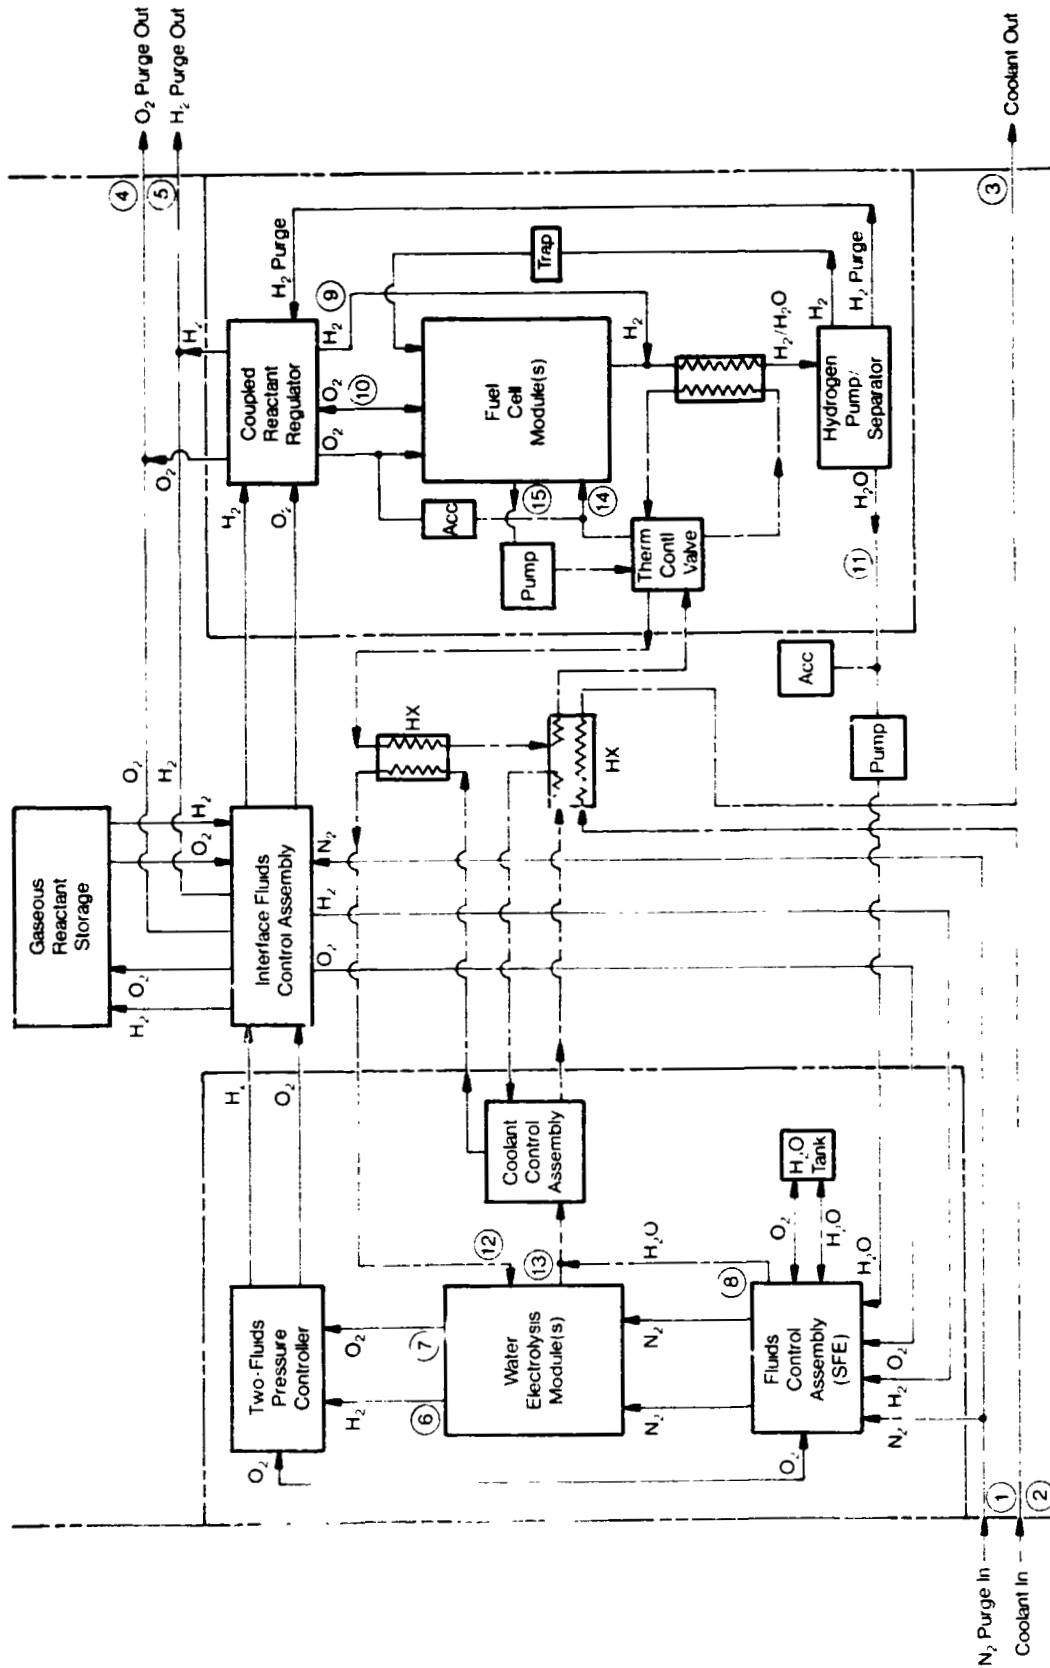 O₂ Purge Out
H₂ Purge Out
Coolant Out
④
⑤
③
H₂
O₂
Coupled
Reactant
Regulator
H₂ Purge
H₂
⑨
O₂
⑩
O₂
Trap
Fuel
Cell
Module(s)
H₂
H₂/H₂O
Hydrogen
Pump/
Separator
H₂
H₂ Purge
H₂O
⑪
Acc
⑮
⑭
Pump
Therm
Contl
Valve
H₂
O₂
Acc
Pump
HX
HX
O₂
H₂
Gaseous
Reactant
Storage
H₂
O₂
O₂
H₂
Interface Fluids
Control Assembly
N₂
H₂
O₂
H₂
O₂
Coolant
Control
Assembly
H₂O
Tank
O₂
H₂O
Two-Fluids
Pressure
Controller
O₂
H₂
O₂
⑦
⑥
⑫
⑬
Water
Electrolysis
Module(s)
H₂O
⑧
N₂
N₂
Fluids
Control
Assembly
(SFE)
H₂O
O₂
H₂
N₂
O₂
①
②
N₂ Purge In
Coolant In